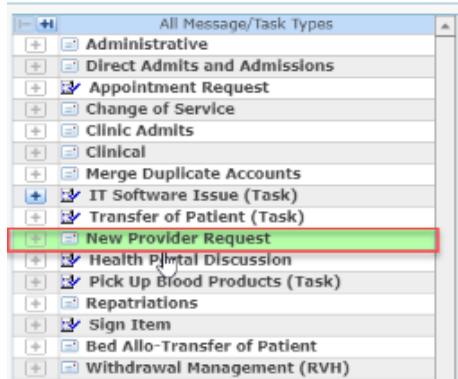 All Message/Task Types
Administrative
Direct Admits and Admissions
Appointment Request
Change of Service
Clinic Admits
Clinical
Merge Duplicate Accounts
IT Software Issue (Task)
Transfer of Patient (Task)
New Provider Request
Health Portal Discussion
Pick Up Blood Products (Task)
Repatriations
Sign Item
Bed Allo-Transfer of Patient
Withdrawal Management (RVH)